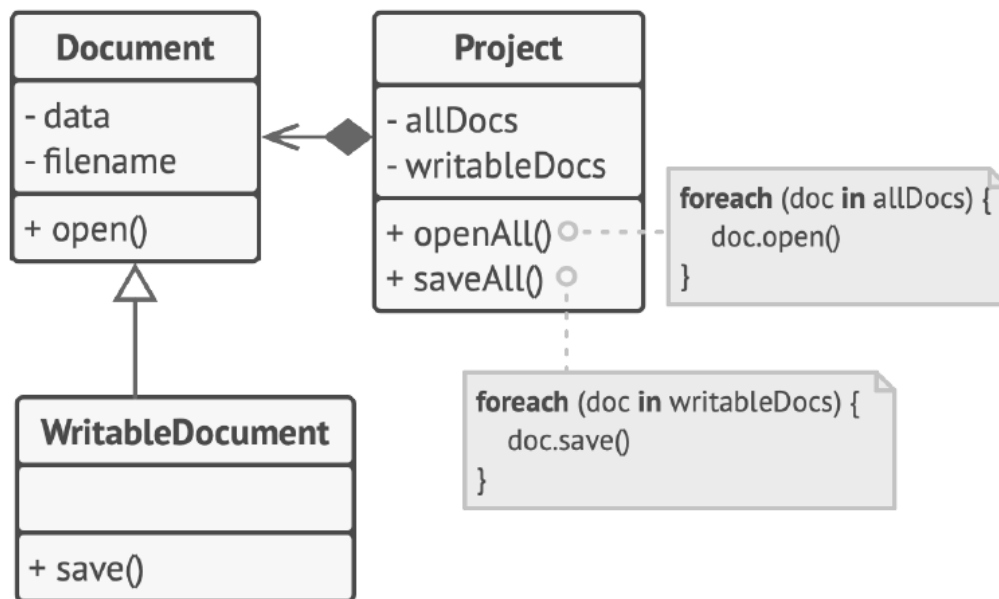 Document
- data
- filename
+ open()
Project
- allDocs
- writableDocs
+ openAll()
+ saveAll()
foreach (doc in allDocs) {
doc.open()
}
foreach (doc in writableDocs) {
doc.save()
}
WritableDocument
+ save()